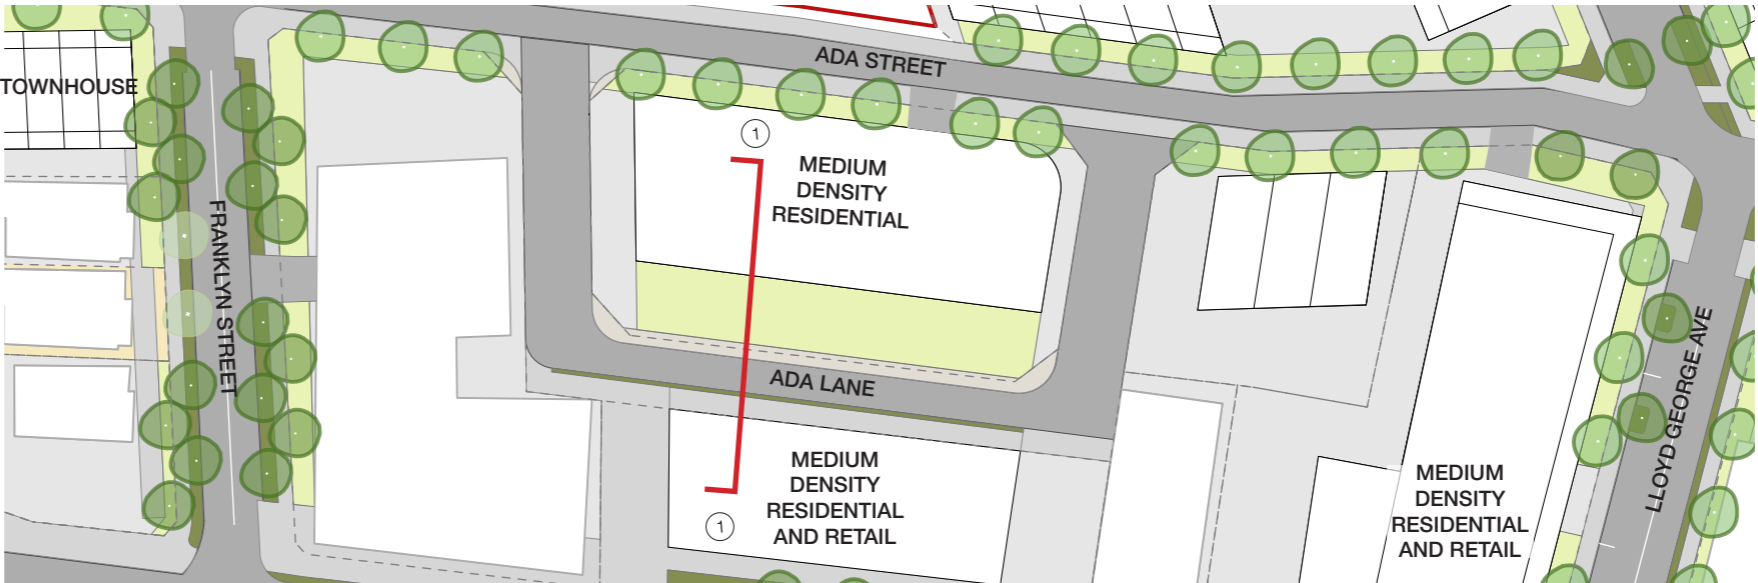 ADA STREET
TOWNHOUSE
1
MEDIUM
DENSITY
RESIDENTIAL
FRANKLYN STREET
ADA LANE
LLOYD GEORGE AVE
MEDIUM
DENSITY
RESIDENTIAL
AND RETAIL
1
MEDIUM
DENSITY
RESIDENTIAL
AND RETAIL